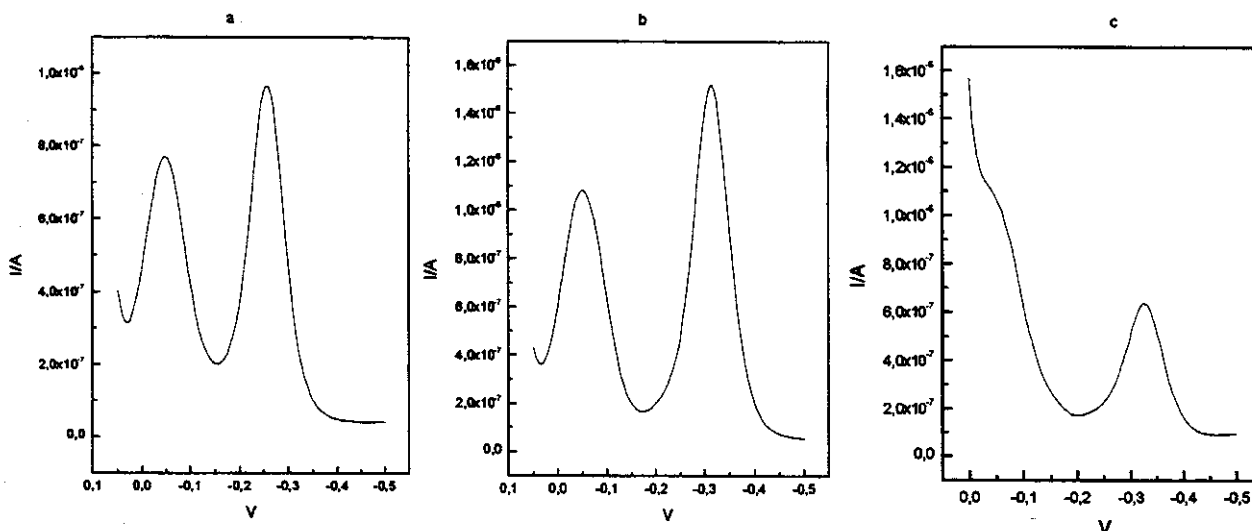 a
1,0x10⁻⁶
8,0x10⁻⁷
6,0x10⁻⁷
4,0x10⁻⁷
2,0x10⁻⁷
0,0
I/A
0,1 0,0 -0,1 -0,2 -0,3 -0,4 -0,5
V
b
1,6x10⁻⁶
1,4x10⁻⁶
1,2x10⁻⁶
1,0x10⁻⁶
8,0x10⁻⁷
6,0x10⁻⁷
4,0x10⁻⁷
2,0x10⁻⁷
0,0
I/A
0,1 0,0 -0,1 -0,2 -0,3 -0,4 -0,5
V
c
1,6x10⁻⁶
1,4x10⁻⁶
1,2x10⁻⁶
1,0x10⁻⁶
8,0x10⁻⁷
6,0x10⁻⁷
4,0x10⁻⁷
2,0x10⁻⁷
0,0
I/A
0,0 -0,1 -0,2 -0,3 -0,4 -0,5
V